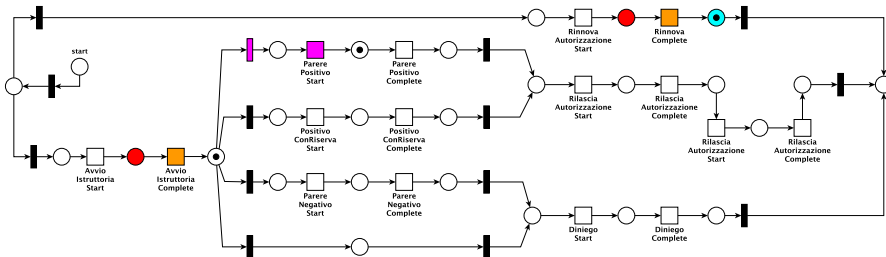 start
Rinnova
Autorizzazione
Start
Rinnova
Complete
Parere
Positivo
Start
Parere
Positivo
Complete
Rilascia
Autorizzazione
Start
Rilascia
Autorizzazione
Complete
Positivo
ConRiserva
Start
Positivo
ConRiserva
Complete
Rilascia
Autorizzazione
Start
Rilascia
Autorizzazione
Complete
Avvio
Istruttoria
Start
Avvio
Istruttoria
Complete
Parere
Negativo
Start
Parere
Negativo
Complete
Diniego
Start
Diniego
Complete